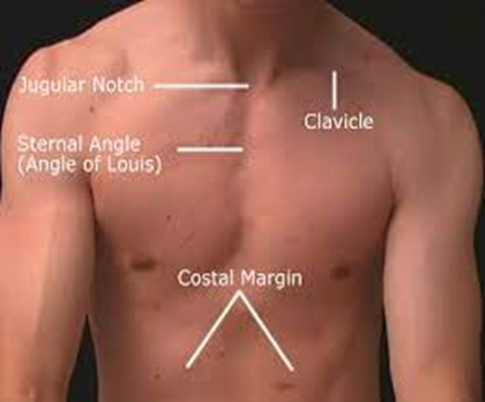 Jugular Notch
Clavicle
Sternal Angle
(Angle of Louis)
Costal Margin